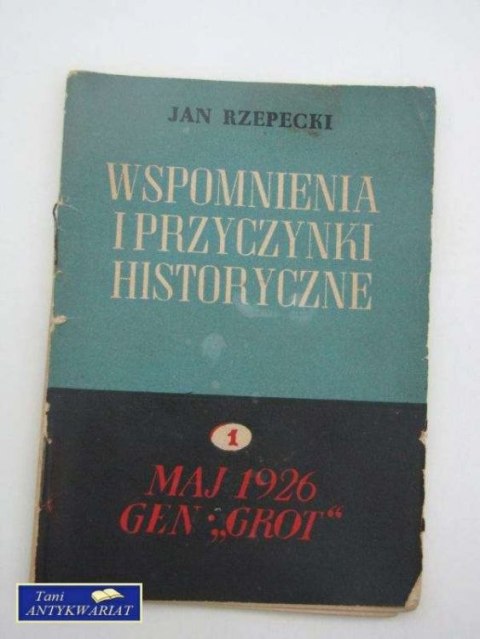 JAN RZEPECKI
WSPOMNIENIA
I PRZYCZYNKI
HISTORYCZNE
1
MAJ 1926
GEN. „GROT“
Tani
ANTYKWARIAT